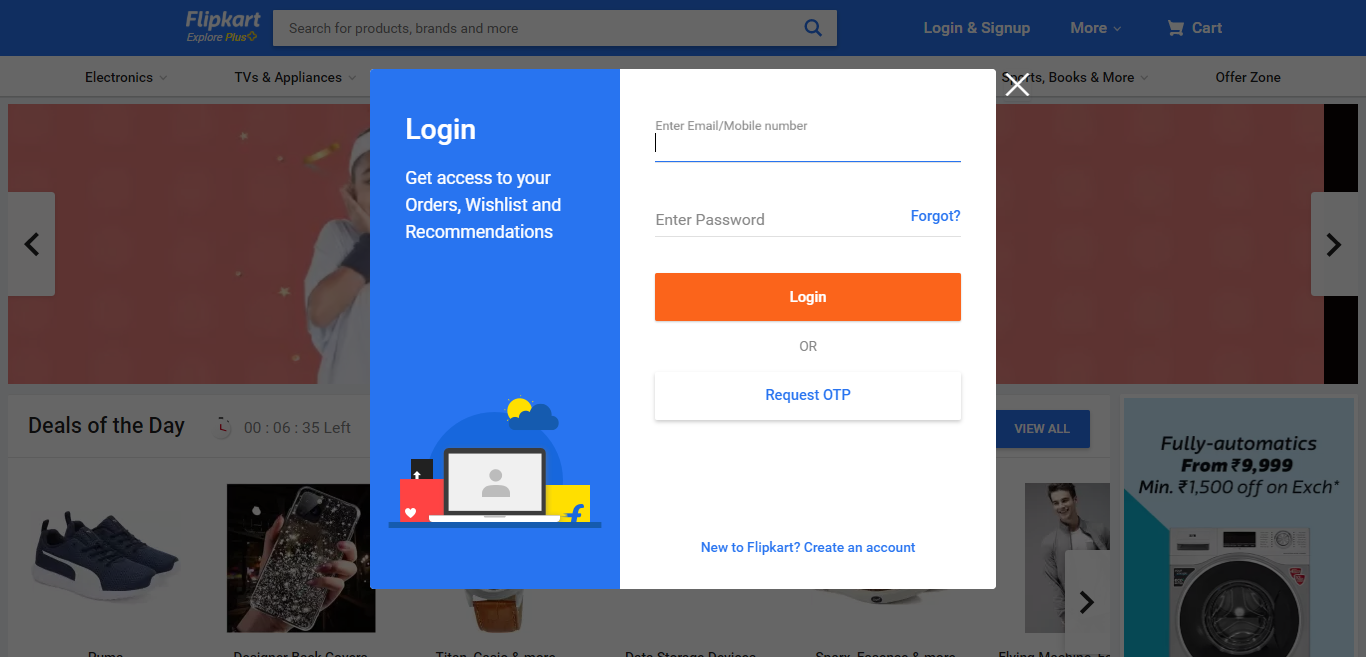 Flipkart
Explore Plus
Search for products, brands and more
Login & Signup
More
Cart
Electronics
TVs & Appliances
Sports, Books & More
Offer Zone
Login
Get access to your
Orders, Wishlist and
Recommendations
Enter Email/Mobile number
Enter Password
Forgot?
Login
OR
Request OTP
New to Flipkart? Create an account
Deals of the Day
00 : 06 : 35 Left
VIEW ALL
Fully-automatics
From ₹9,999
Min. ₹1,500 off on Exch*
Puma
Designer Back Covers
Titan, Casio & more
Data Storage Devices
Sparx, Essence & more
Flying Machine,